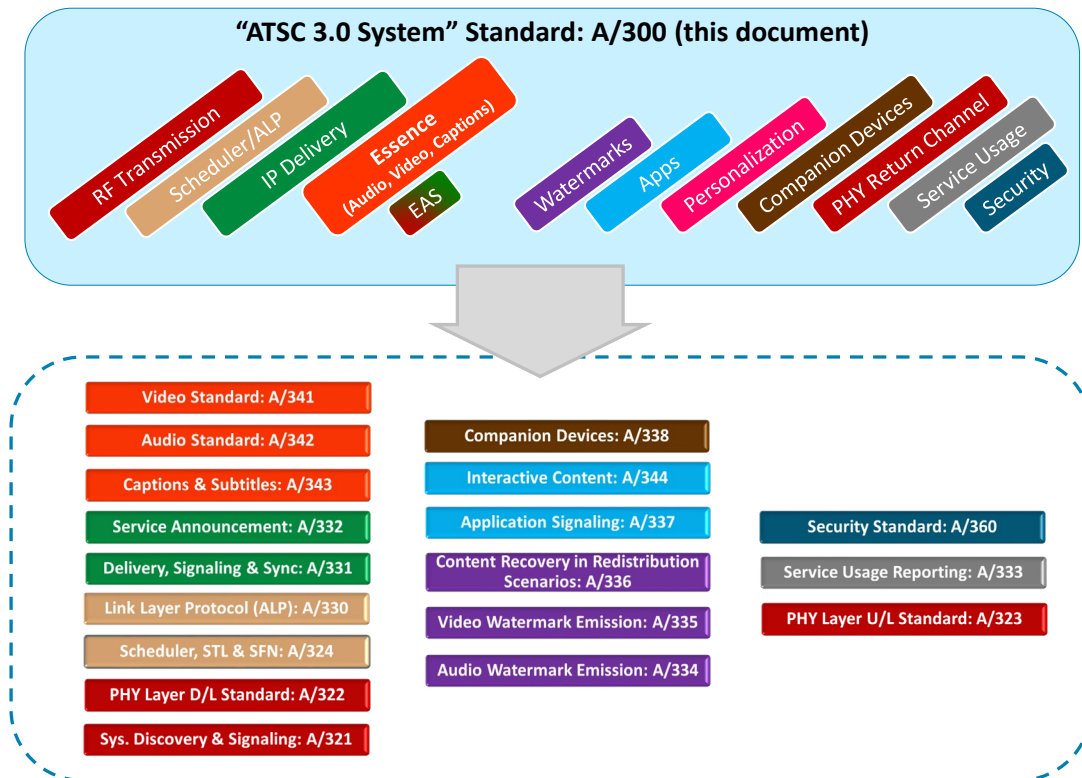 “ATSC 3.0 System” Standard: A/300 (this document)
RF Transmission
Scheduler/ALP
IP Delivery
Essence
(Audio, Video, Captions)
EAS
Watermarks
Apps
Personalization
Companion Devices
PHY Return Channel
Service Usage
Security
Video Standard: A/341
Audio Standard: A/342
Captions & Subtitles: A/343
Service Announcement: A/332
Delivery, Signaling & Sync: A/331
Link Layer Protocol (ALP): A/330
Scheduler, STL & SFN: A/324
PHY Layer D/L Standard: A/322
Sys. Discovery & Signaling: A/321
Companion Devices: A/338
Interactive Content: A/344
Application Signaling: A/337
Content Recovery in Redistribution
Scenarios: A/336
Video Watermark Emission: A/335
Audio Watermark Emission: A/334
Security Standard: A/360
Service Usage Reporting: A/333
PHY Layer U/L Standard: A/323